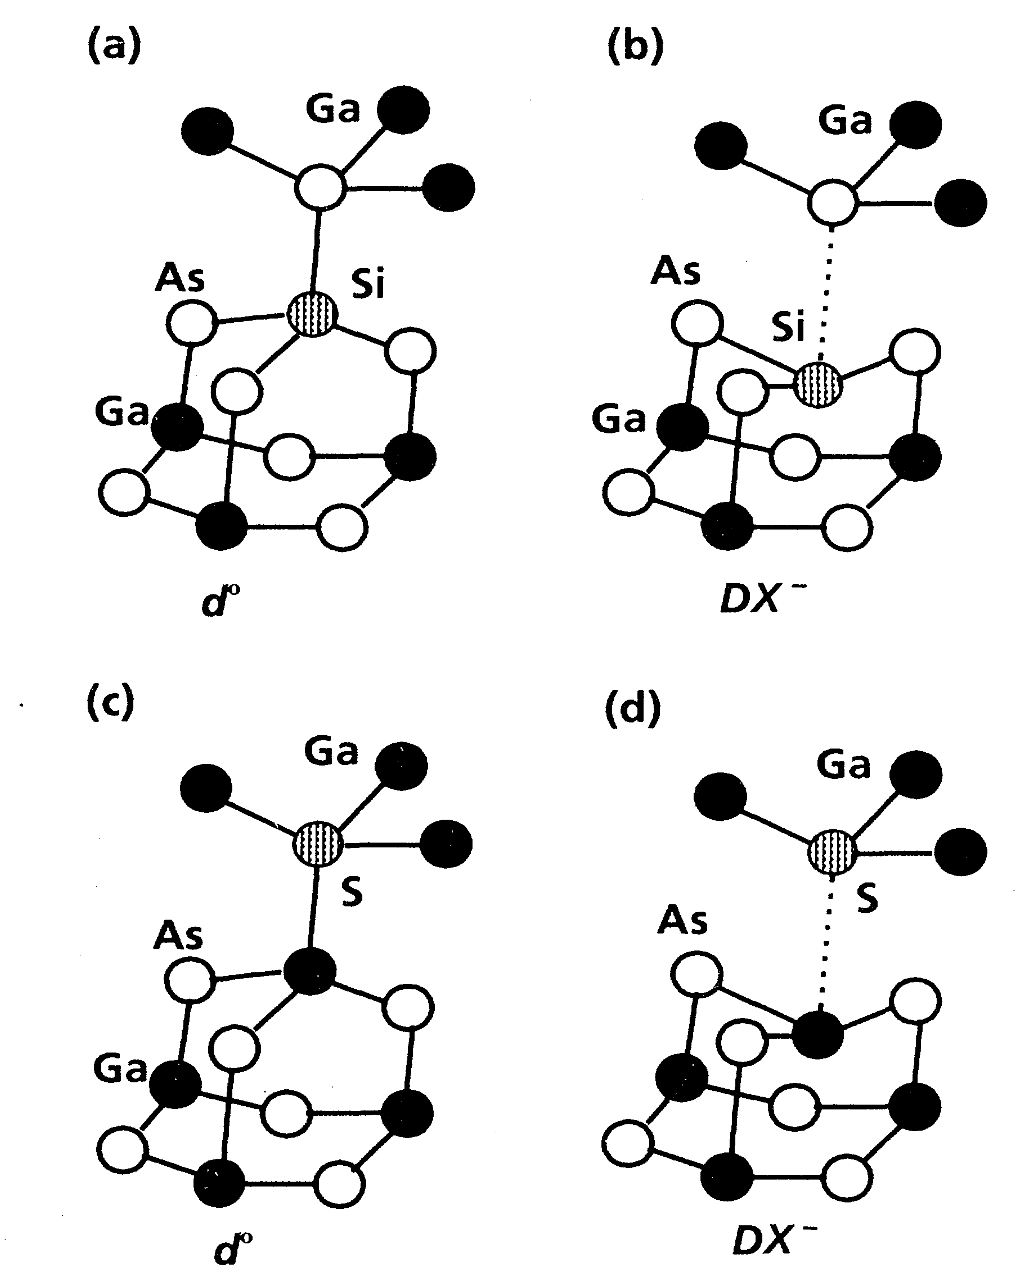 (a) (b)
Ga Ga
As Si As Si
Ga Ga
d° DX⁻
(c) (d)
Ga Ga
S S
As As
Ga
d° DX⁻